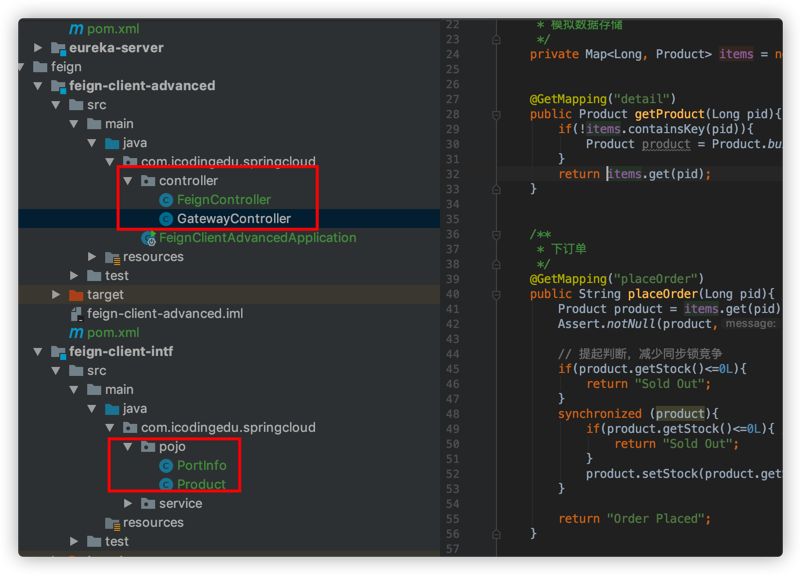 pom.xml
eureka-server
feign
feign-client-advanced
src
main
java
com.icodingedu.springcloud
controller
FeignController
GatewayController
FeignClientAdvancedApplication
resources
test
target
feign-client-advanced.iml
pom.xml
feign-client-intf
src
main
java
com.icodingedu.springcloud
pojo
PortInfo
Product
service
resources
test
22 * 模拟数据存储
23 */
24 private Map<Long, Product> items =
25
26
27 @GetMapping("detail")
28 public Product getProduct(Long pid){
29 if(!items.containsKey(pid)){
30 Product product = Product.bu
31 }
32 return items.get(pid);
33 }
34
35
36 /**
37 * 下订单
38 */
39 @GetMapping("placeOrder")
40 public String placeOrder(Long pid){
41 Product product = items.get(pid)
42 Assert.notNull(product, message:
43
44 // 提起判断，减少同步锁竞争
45 if(product.getStock()<=0L){
46 return "Sold Out";
47 }
48 synchronized (product){
49 if(product.getStock()<=0L){
50 return "Sold Out";
51 }
52 product.setStock(product.get
53 }
54
55 return "Order Placed";
56 }
57